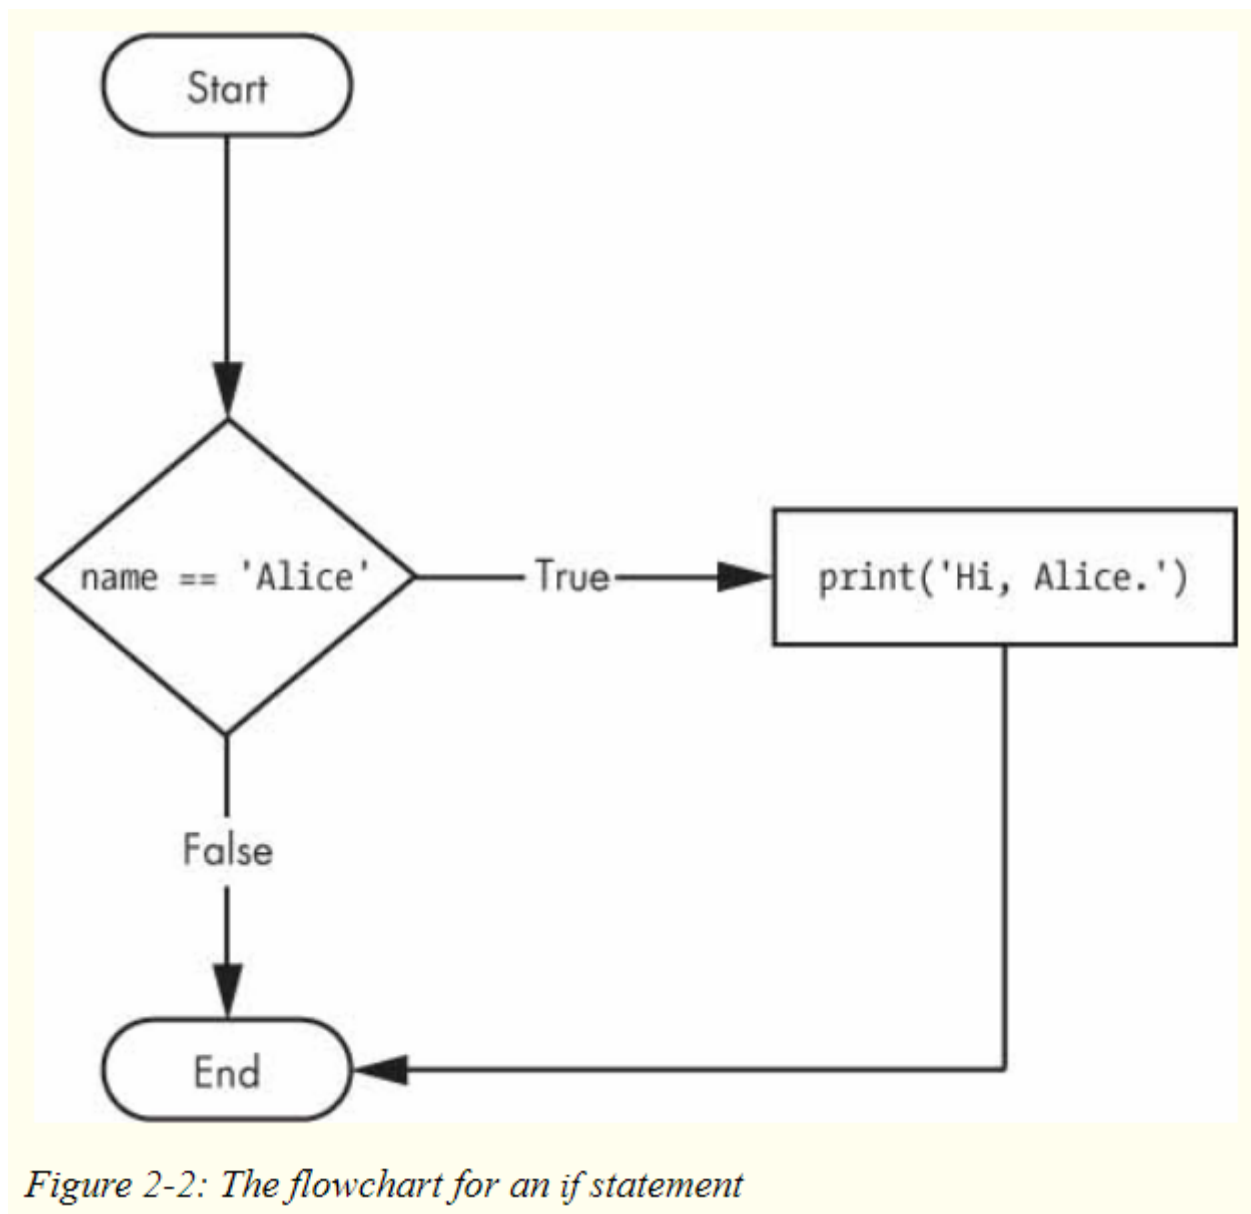 Start
name == 'Alice'
True
print('Hi, Alice.')
False
End
Figure 2-2: The flowchart for an if statement